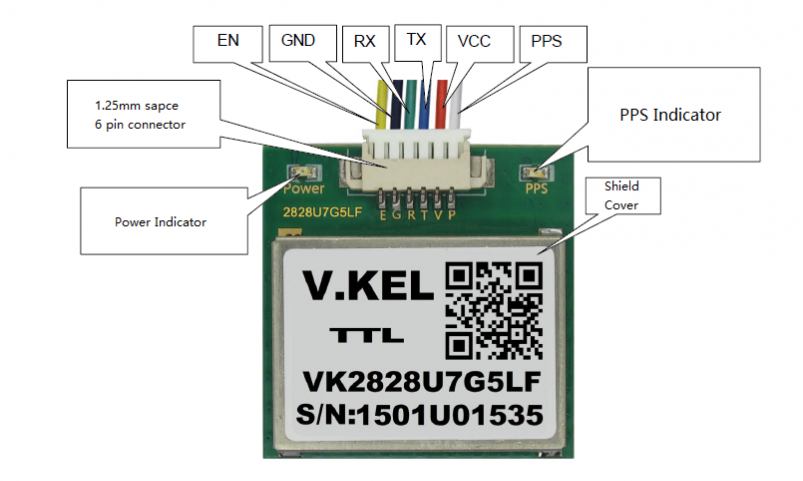 EN
GND
RX
TX
VCC
PPS
1.25mm sapce
6 pin connector
PPS Indicator
Power
PPS
Shield
Cover
2828U7G5LF
E G R T V P
Power Indicator
V.KEL
TTL
VK2828U7G5LF
S/N:1501U01535